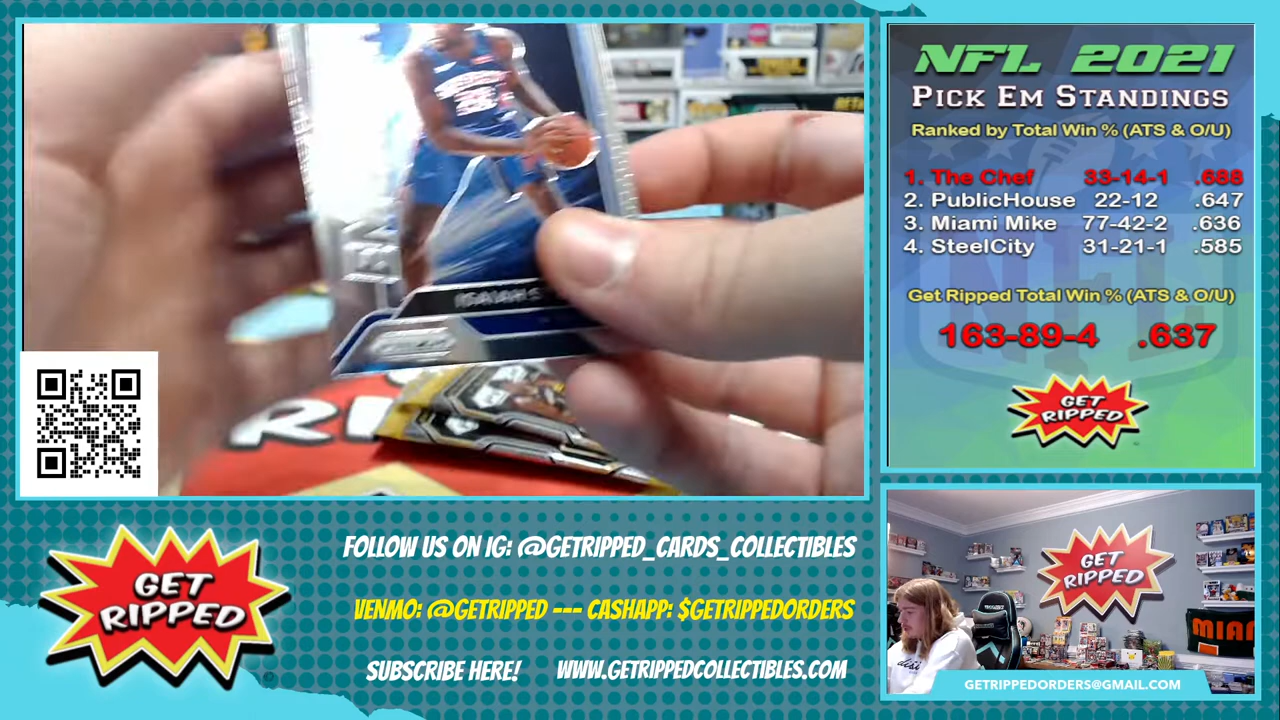 NFL 2021
PICK EM STANDINGS
Ranked by Total Win % (ATS & O/U)
1. The Chef 33-14-1 .688
2. PublicHouse 22-12 .647
3. Miami Mike 77-42-2 .636
4. SteelCity 31-21-1 .585
Get Ripped Total Win % (ATS & O/U)
163-89-4 .637
GET
RIPPED
ISAIAH S
GET
RIPPED
FOLLOW US ON IG: @GETRIPPED_CARDS_COLLECTIBLES
VENMO: @GETRIPPED --- CASHAPP: $GETRIPPEDORDERS
SUBSCRIBE HERE! WWW.GETRIPPEDCOLLECTIBLES.COM
GET
RIPPED
MIAM
GETRIPPEDORDERS@GMAIL.COM